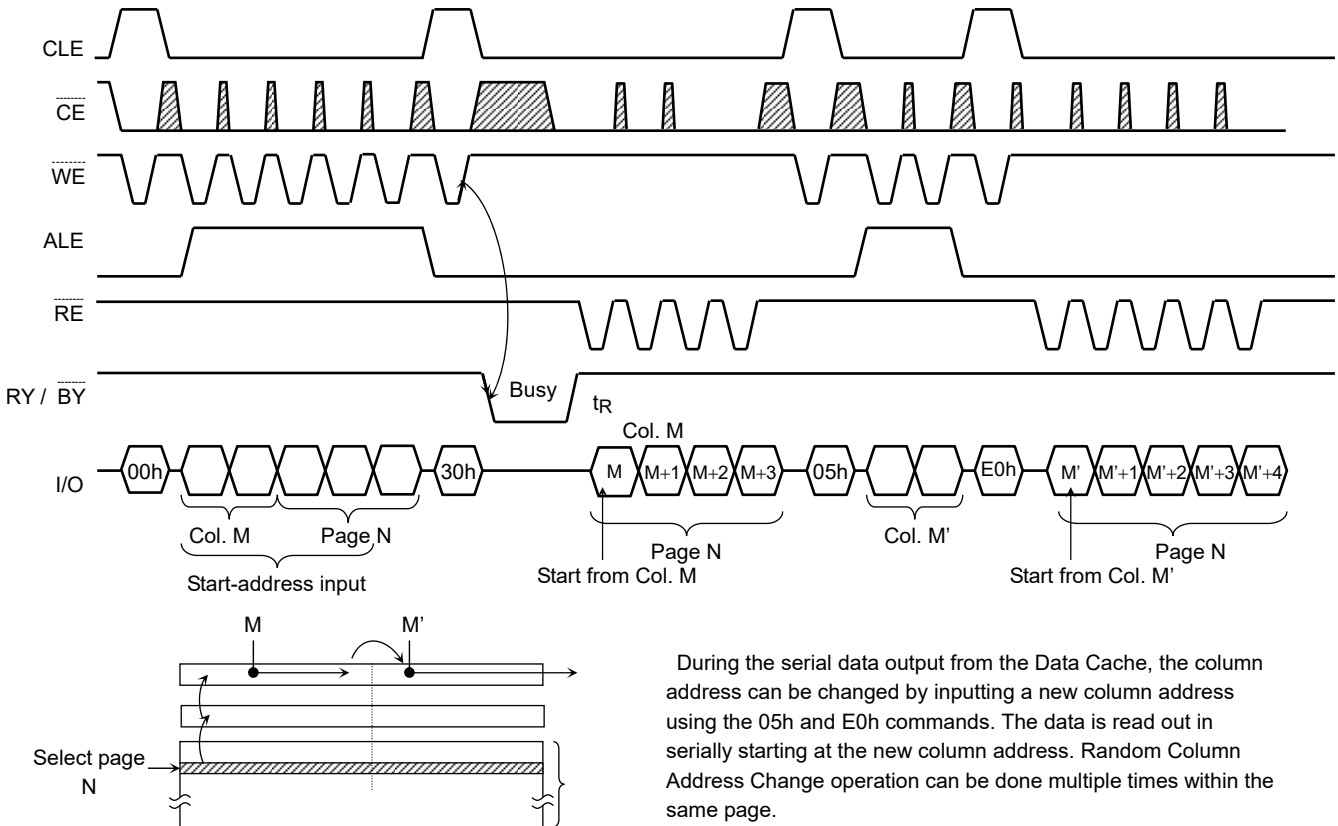 CLE
CE
WE
ALE
RE
RY / BY
Busy
tR
Col. M
I/O
00h
30h
M
M+1
M+2
M+3
05h
E0h
M'
M'+1
M'+2
M'+3
M'+4
Col. M
Page N
Page N
Col. M'
Page N
Start-address input
Start from Col. M
Start from Col. M'
M
M'
Select page
N
During the serial data output from the Data Cache, the column
address can be changed by inputting a new column address
using the 05h and E0h commands. The data is read out in
serially starting at the new column address. Random Column
Address Change operation can be done multiple times within the
same page.